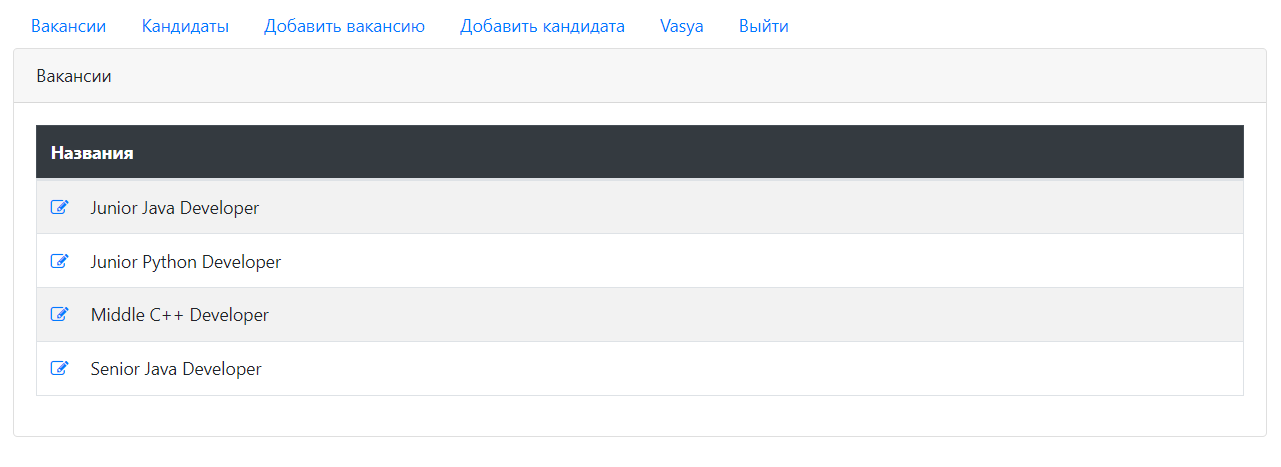 Вакансии Кандидаты Добавить вакансию Добавить кандидата Vasya Выйти
Вакансии
Названия
Junior Java Developer
Junior Python Developer
Middle C++ Developer
Senior Java Developer